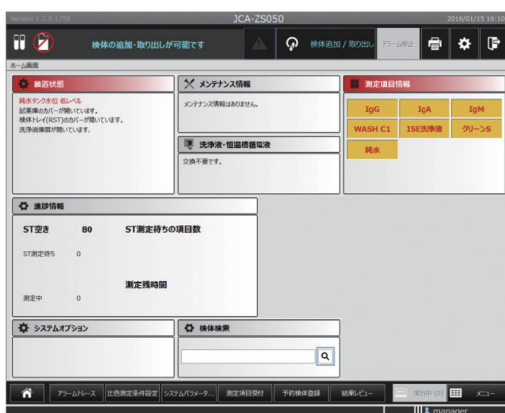 Version 1.2.0.1750
JCA-ZS050
2016/01/15 16:10
検体の追加・取り出しが可能です
検体追加 / 取り出し
アラーム停止
ホーム画面
装置状態
純水タンク水位 低レベル
試薬庫のカバーが開いています。
検体トレイ(RST)のカバーが開いています。
洗浄液庫扉が開いています。
メンテナンス情報
メンテナンス情報はありません。
洗浄液・恒温槽循環液
交換不要です。
測定項目情報
IgG IgA IgM
WASH C1 ISE洗浄液 クリーンS
純水
進捗情報
ST空き 80 ST測定待ちの項目数
ST測定待ち 0
測定残時間
測定中 0
システムオプション
検体検索
アラームトレース 比色測定条件設定 システムパラメータ... 測定項目受付 予約検体登録 結果レビュー メニュー
manager